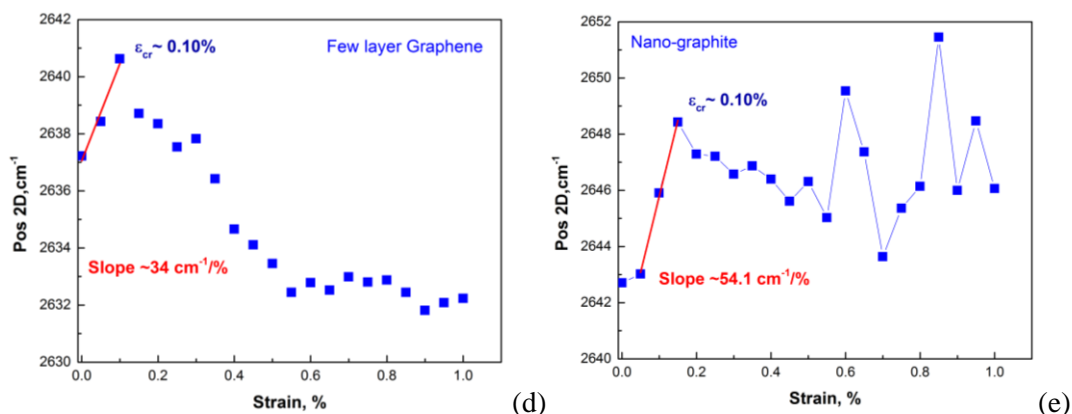 2642
2640
2638
2636
2634
2632
2630
Pos 2D,cm-1
εcr~ 0.10%
Few layer Graphene
Slope ~34 cm-1/%
0.0 0.2 0.4 0.6 0.8 1.0
Strain, %
(d)
2652
2650
2648
2646
2644
2642
2640
Pos 2D,cm-1
Nano-graphite
εcr~ 0.10%
Slope ~54.1 cm-1/%
0.0 0.2 0.4 0.6 0.8 1.0
Strain, %
(e)